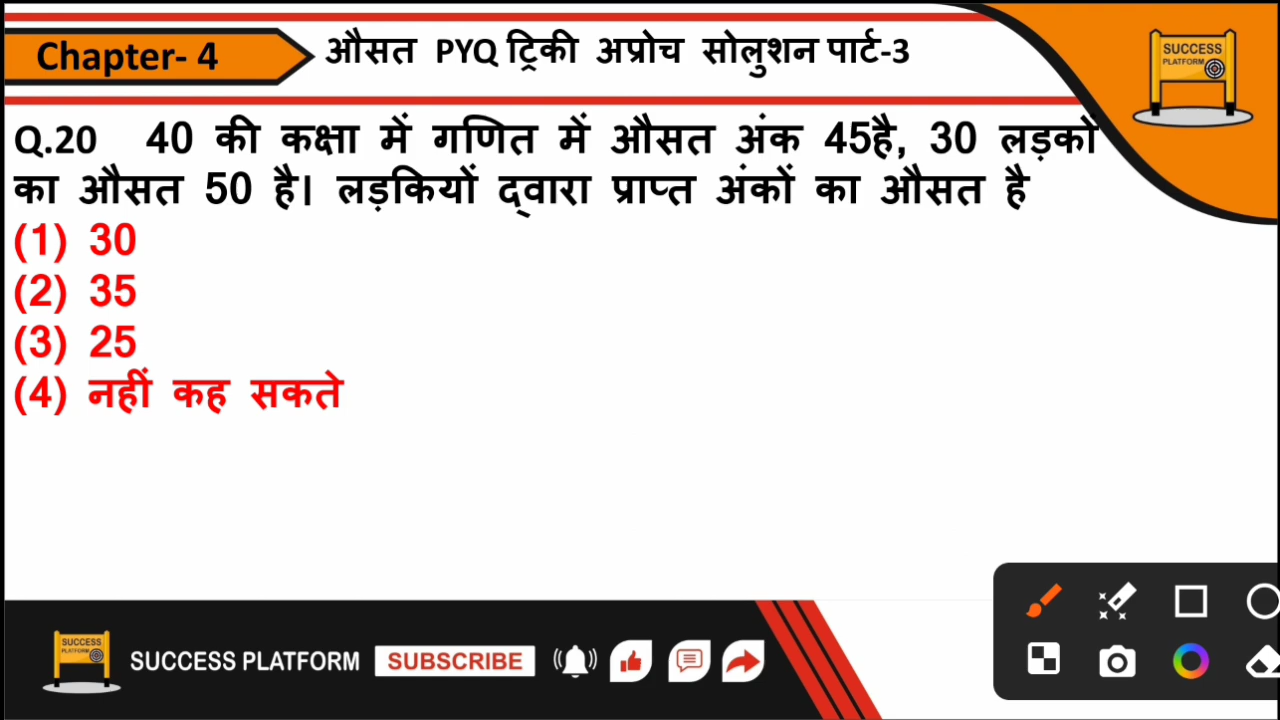 Chapter- 4
औसत PYQ ट्रिकी अप्रोच सोलुशन पार्ट-3
SUCCESS
PLATFORM
Q.20 40 की कक्षा में गणित में औसत अंक 45है, 30 लड़कों
का औसत 50 है। लड़कियों द्वारा प्राप्त अंकों का औसत है
(1) 30
(2) 35
(3) 25
(4) नहीं कह सकते
SUCCESS
PLATFORM
SUCCESS PLATFORM
SUBSCRIBE